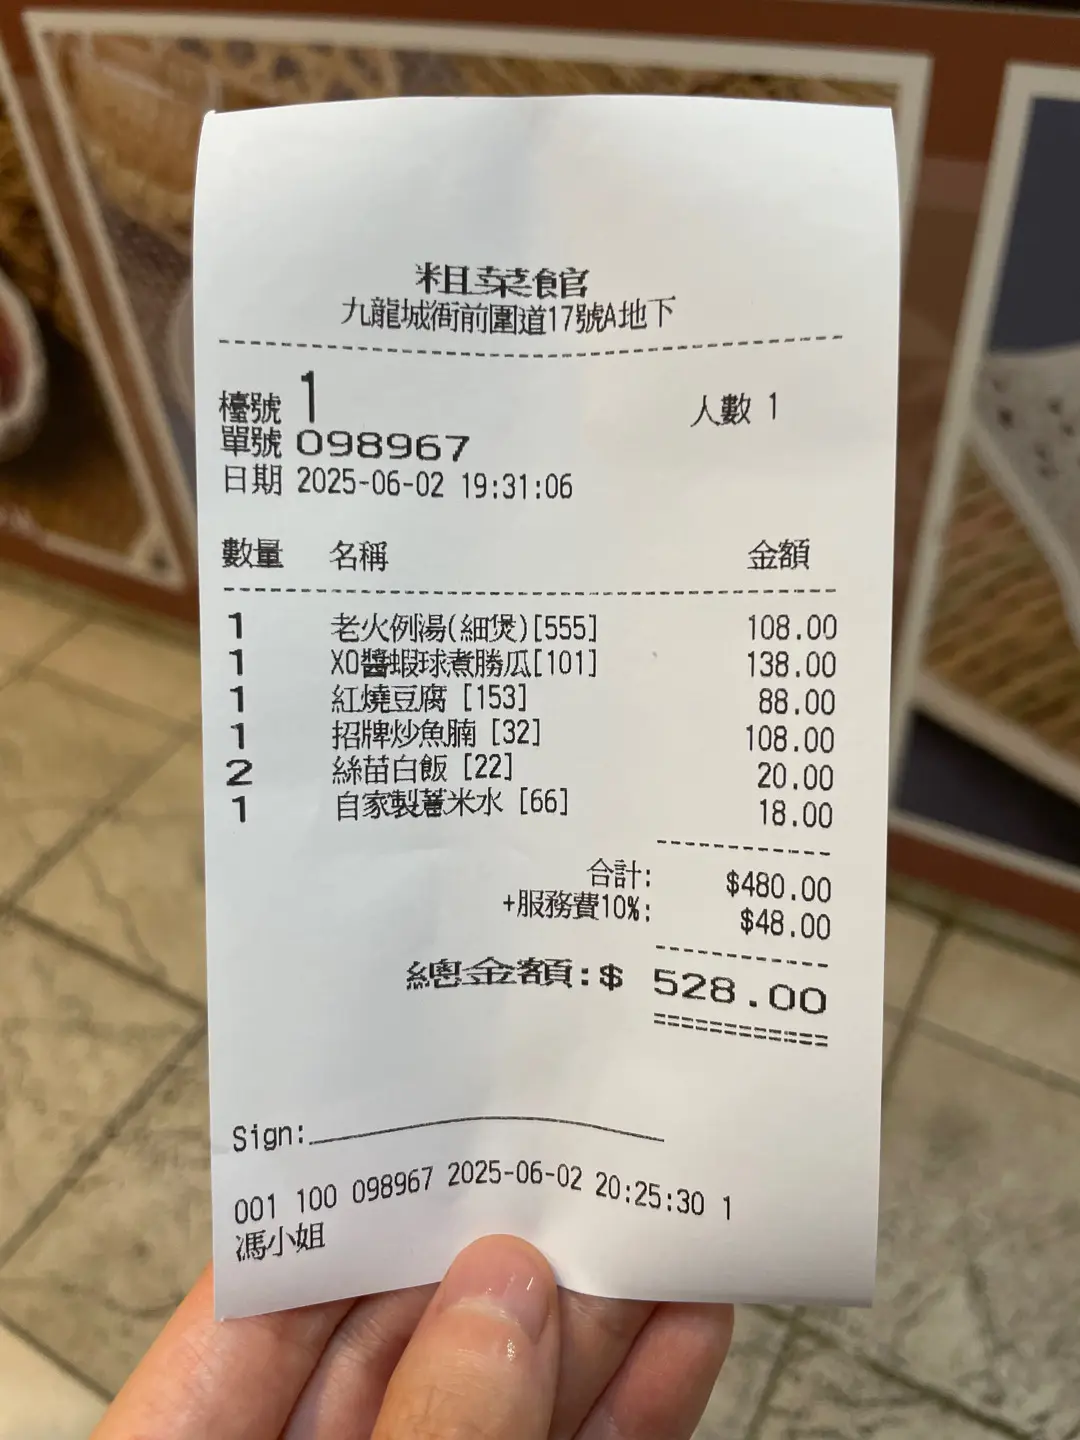 粗菜館
九龍城衙前圍道17號A地下
檯號 1 人數 1
單號 098967
日期 2025-06-02 19:31:06
數量 名稱 金額
1 老火例湯(細煲)[555] 108.00
1 XO醬蝦球煮勝瓜[101] 138.00
1 紅燒豆腐 [153] 88.00
1 招牌炒魚腩 [32] 108.00
2 絲苗白飯 [22] 20.00
1 自家製薏米水 [66] 18.00
合計: $480.00
+服務費10%: $48.00
總金額:$ 528.00
Sign:
001 100 098967 2025-06-02 20:25:30 1
馮小姐